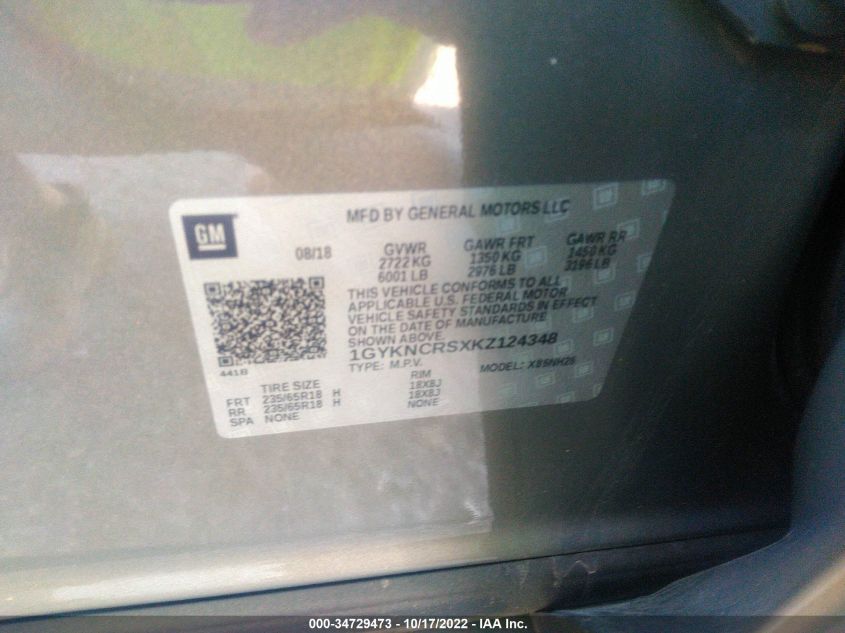 GM
MFD BY GENERAL MOTORS LLC
08/18
GVWR GAWR FRT GAWR RR
2722 KG 1350 KG 1450 KG
6001 LB 2976 LB 3196 LB
THIS VEHICLE CONFORMS TO ALL
APPLICABLE U.S. FEDERAL MOTOR
VEHICLE SAFETY STANDARDS IN EFFECT
ON THE DATE OF MANUFACTURE
SHOWN ABOVE.
1GYKNCRSXKZ124348
TYPE: M.P.V. MODEL:
441B
TIRE SIZE RIM
FRT 235/65R18 H 18X8J
RR 235/65R18 H 18X8J
SPA NONE NONE
000-34729473 - 10/17/2022 - IAA Inc.